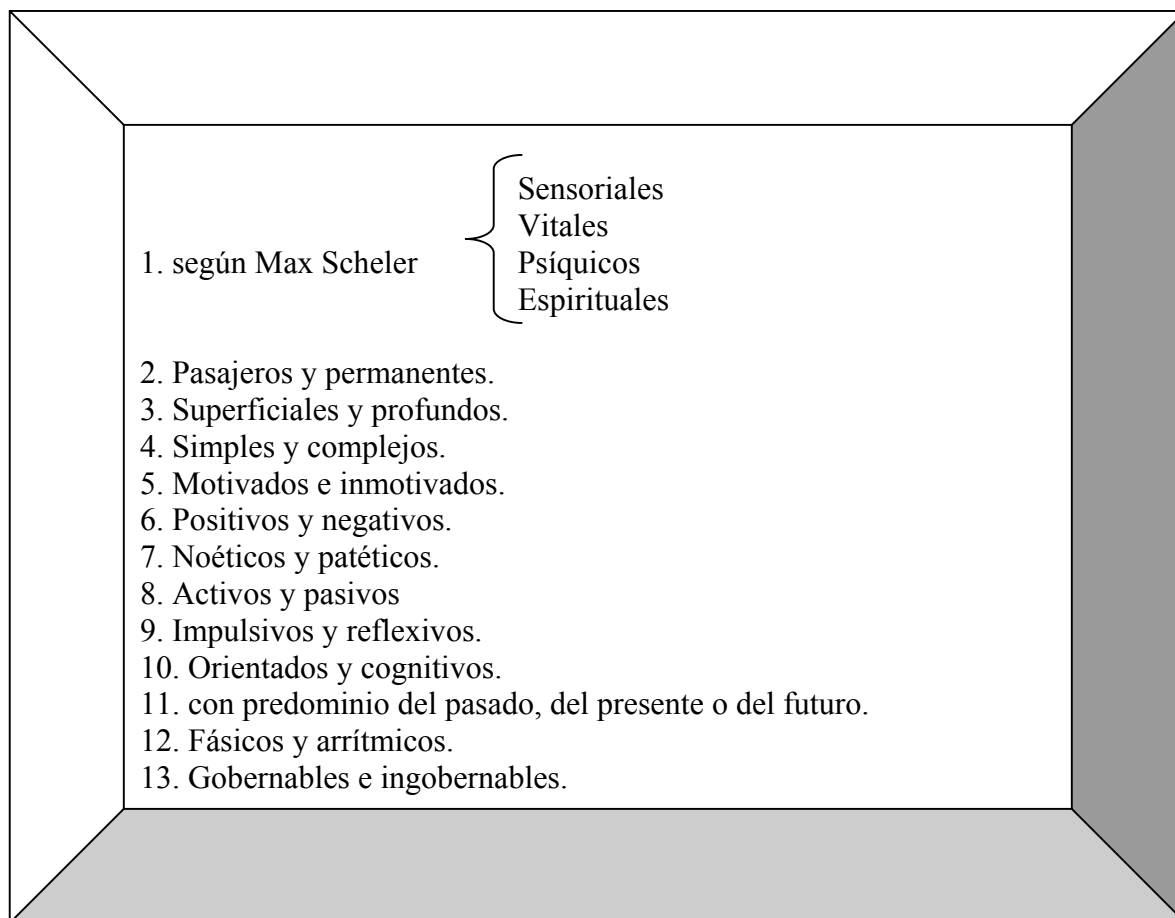 Sensoriales
Vitales
1. según Max Scheler Psíquicos
Espirituales
2. Pasajeros y permanentes.
3. Superficiales y profundos.
4. Simples y complejos.
5. Motivados e inmotivados.
6. Positivos y negativos.
7. Noéticos y patéticos.
8. Activos y pasivos
9. Impulsivos y reflexivos.
10. Orientados y cognitivos.
11. con predominio del pasado, del presente o del futuro.
12. Fásicos y arrítmicos.
13. Gobernables e ingobernables.